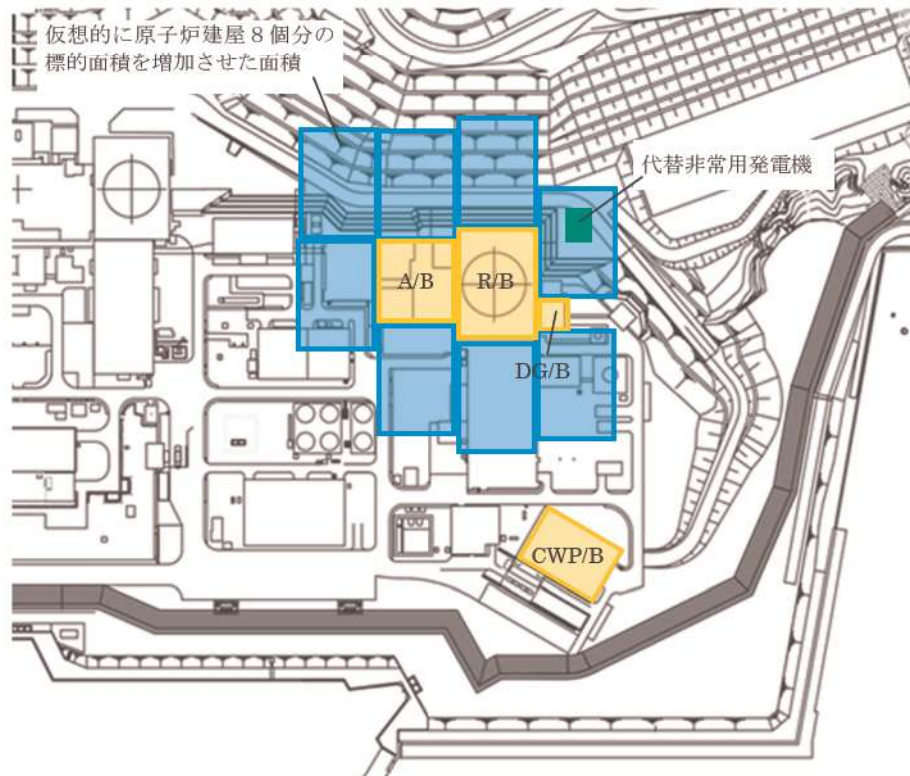 仮想的に原子炉建屋８個分の
標的面積を増加させた面積
代替非常用発電機
A/B
R/B
DG/B
CWP/B